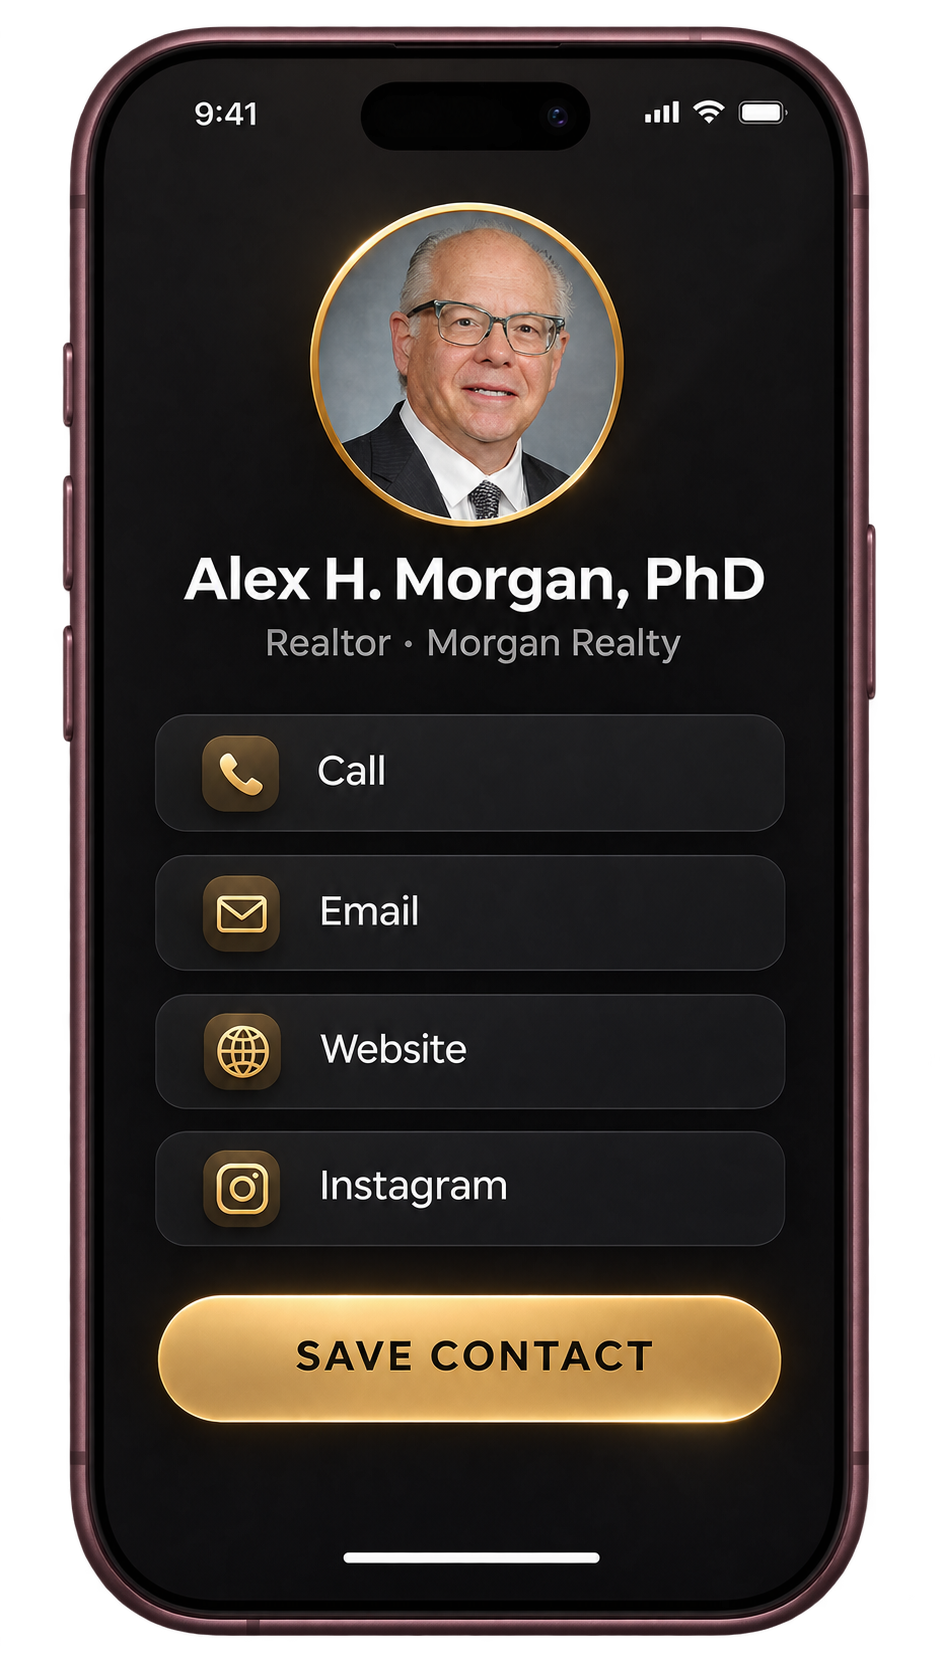 9:41
Alex H. Morgan, PhD
Realtor • Morgan Realty
Call
Email
Website
Instagram
SAVE CONTACT